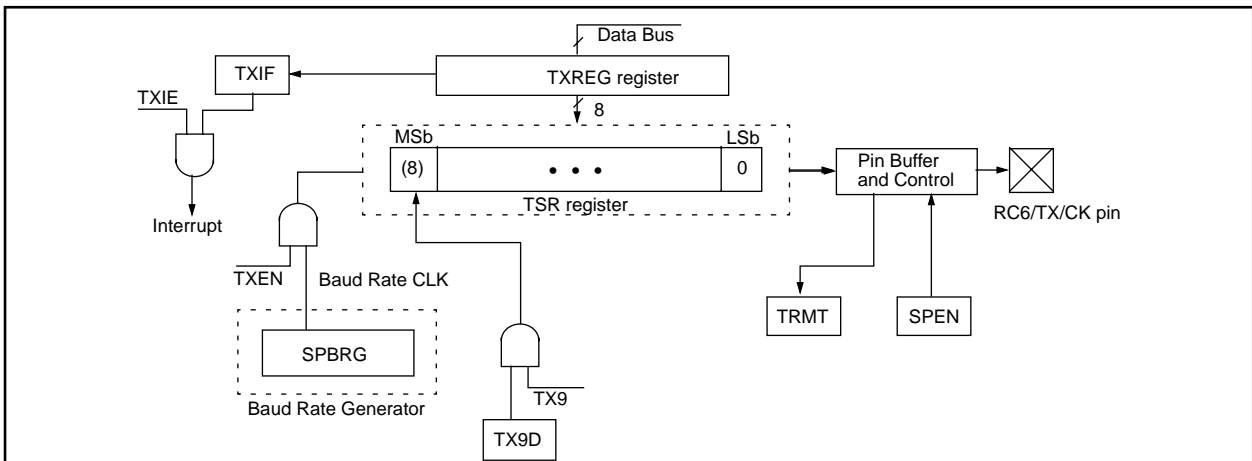 Data Bus
TXIF
TXREG register
TXIE
8
MSb
LSb
(8)
• • •
0
Pin Buffer
and Control
TSR register
Interrupt
RC6/TX/CK pin
TXEN
Baud Rate CLK
TRMT
SPEN
SPBRG
TX9
Baud Rate Generator
TX9D